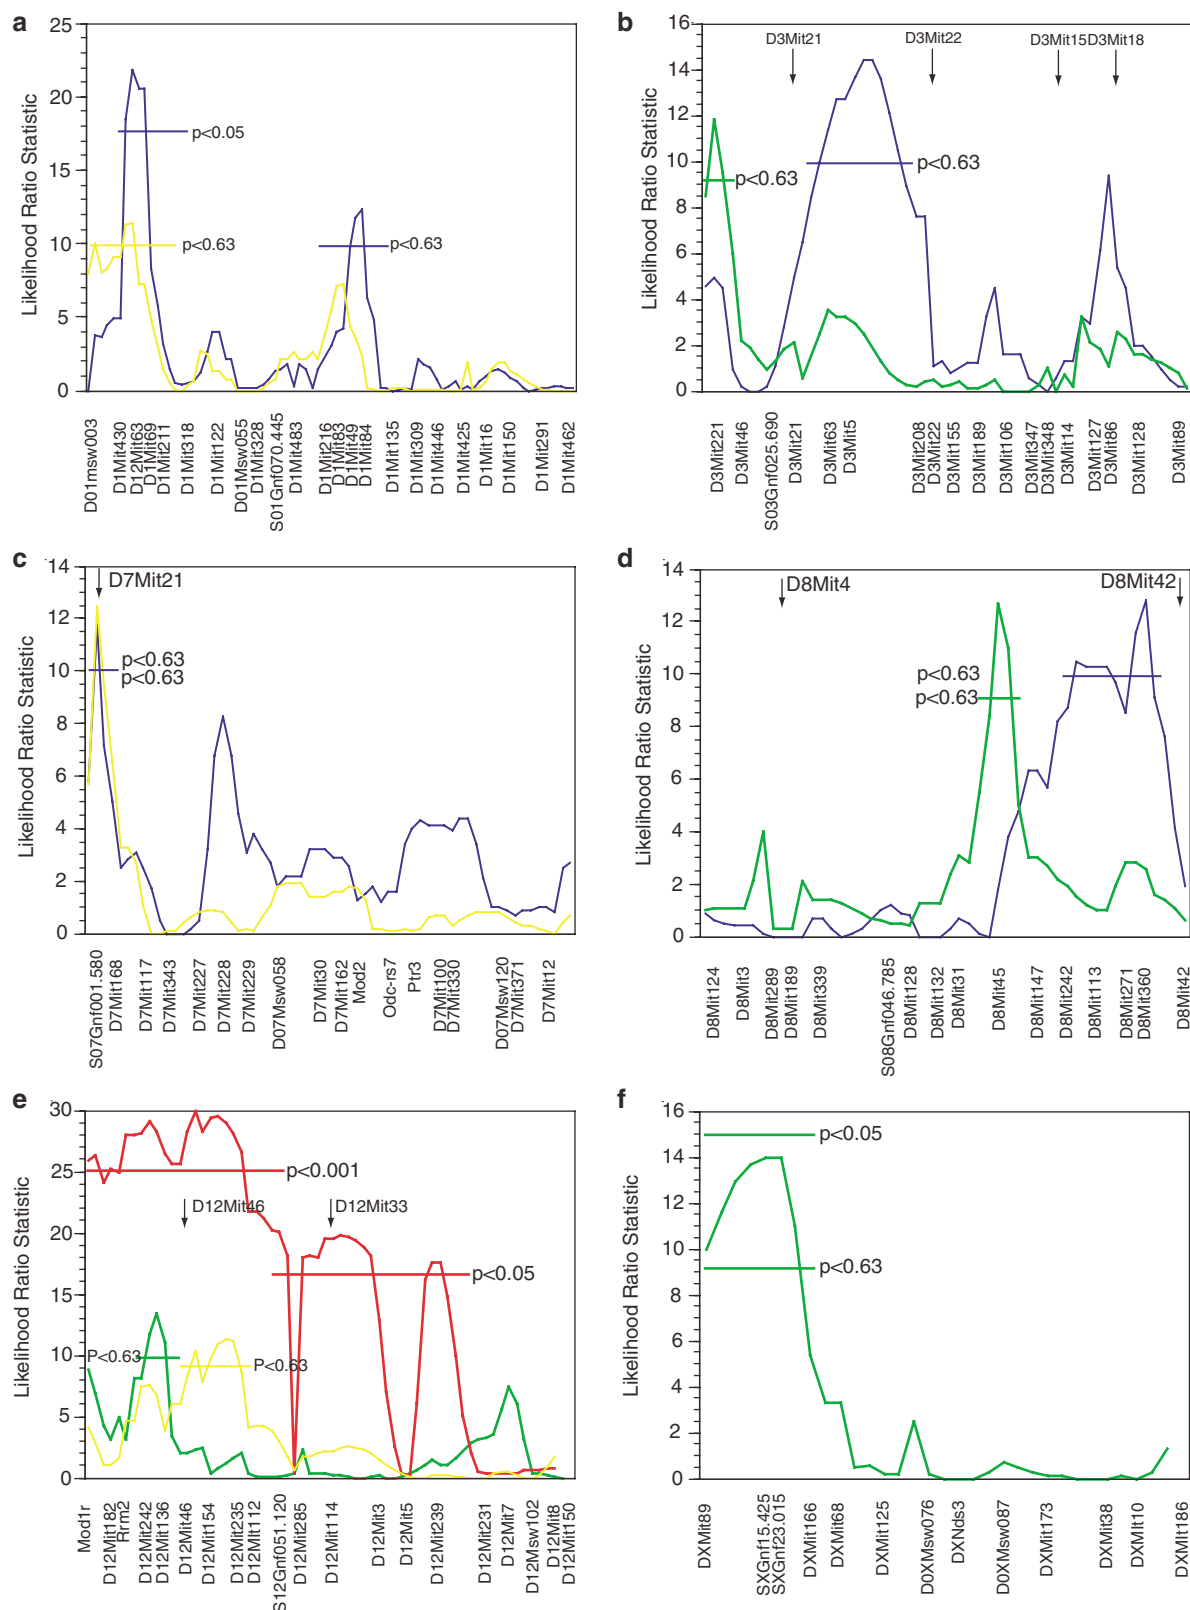 a
Likelihood Ratio Statistic
25
20
15
10
5
0
p<0.05
p<0.63
p<0.63
D01msw003
D1Mit430
D12Mit63
D1Mit69
D1Mit211
D1Mit318
D1Mit122
D01Msw055
D1Mit328
S01Gnf070.445
D1Mit483
D1Mit216
D1Mit83
D1Mit49
D1Mit84
D1Mit135
D1Mit309
D1Mit446
D1Mit425
D1Mit16
D1Mit150
D1Mit291
D1Mit462
b
Likelihood Ratio Statistic
16
14
12
10
8
6
4
2
0
D3Mit21
D3Mit22
D3Mit15
D3Mit18
p<0.63
p<0.63
D3Mit221
D3Mit46
S03Gnf025.690
D3Mit21
D3Mit63
D3Mit5
D3Mit208
D3Mit22
D3Mit155
D3Mit189
D3Mit106
D3Mit347
D3Mit348
D3Mit14
D3Mit127
D3Mit86
D3Mit128
D3Mit89
c
Likelihood Ratio Statistic
14
12
10
8
6
4
2
0
D7Mit21
p<0.63
p<0.63
S07Gnf001.580
D7Mit168
D7Mit117
D7Mit343
D7Mit227
D7Mit228
D7Mit229
D07Msw058
D7Mit30
D7Mit162
Mod2
Odc-rs7
Ptr3
D7Mit100
D7Mit330
D07Msw120
D7Mit371
D7Mit12
d
Likelihood Ratio Statistic
14
12
10
8
6
4
2
0
D8Mit4
D8Mit42
p<0.63
p<0.63
D8Mit124
D8Mit3
D8Mit289
D8Mit189
D8Mit339
S08Gnf046.785
D8Mit128
D8Mit132
D8Mit31
D8Mit45
D8Mit147
D8Mit242
D8Mit113
D8Mit271
D8Mit360
D8Mit42
e
Likelihood Ratio Statistic
30
25
20
15
10
5
0
p<0.001
D12Mit46
D12Mit33
p<0.05
P<0.63
P<0.63
Mod1r
D12Mit182
Rrm2
D12Mit242
D12Mit136
D12Mit46
D12Mit154
D12Mit235
D12Mit112
S12Gnf051.120
D12Mit285
D12Mit114
D12Mit3
D12Mit5
D12Mit239
D12Mit231
D12Mit7
D12Msw102
D12Mit8
D12Mit150
f
Likelihood Ratio Statistic
16
14
12
10
8
6
4
2
0
p<0.05
p<0.63
DXMit89
SXGnf15.425
SXGnf23.015
DXMit166
DXMit68
DXMit125
D0XMsw076
DXNds3
D0XMsw087
DXMit173
DXMit38
DXMIt10
DXMIt186